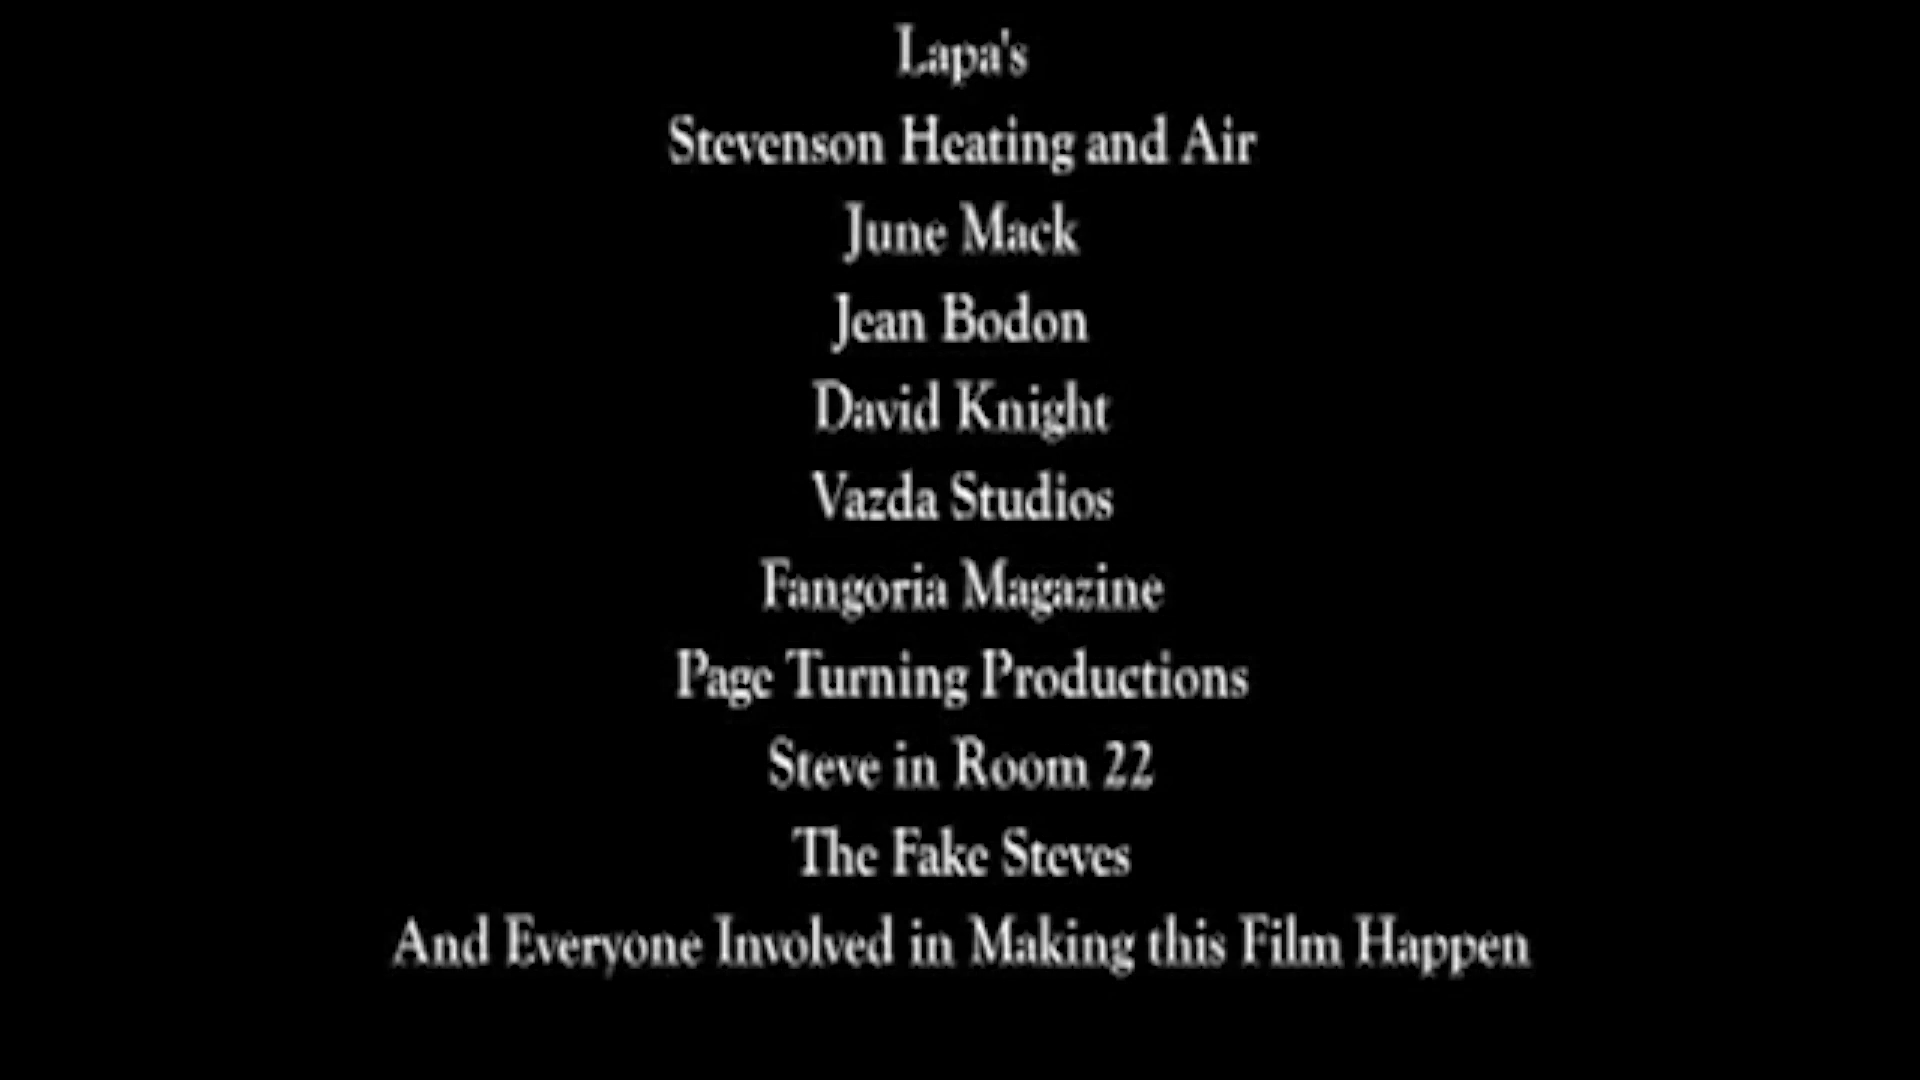 Lapa's
Stevenson Heating and Air
June Mack
Jean Bodon
David Knight
Vazda Studios
Fangoria Magazine
Page Turning Productions
Steve in Room 22
The Fake Steves
And Everyone Involved in Making this Film Happen